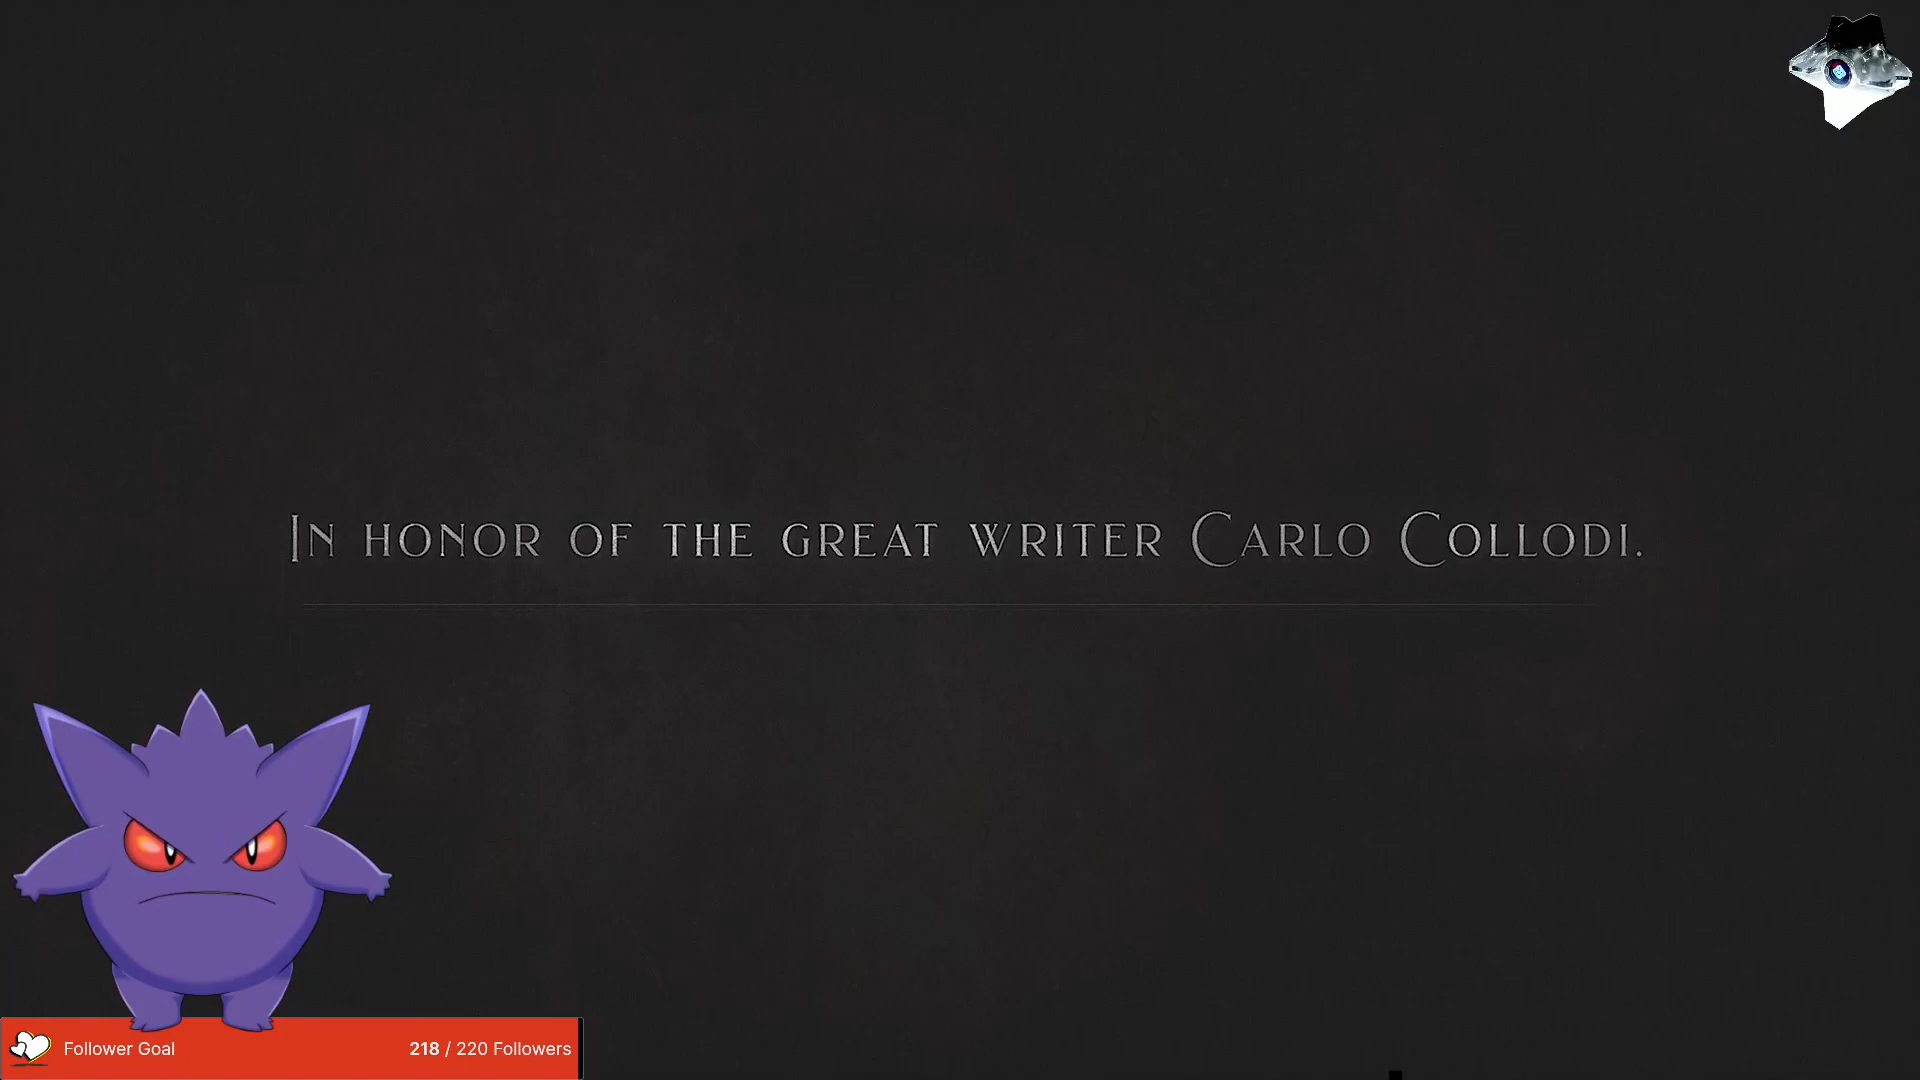 In honor of the great writer Carlo Collodi.
Follower Goal 218 / 220 Followers